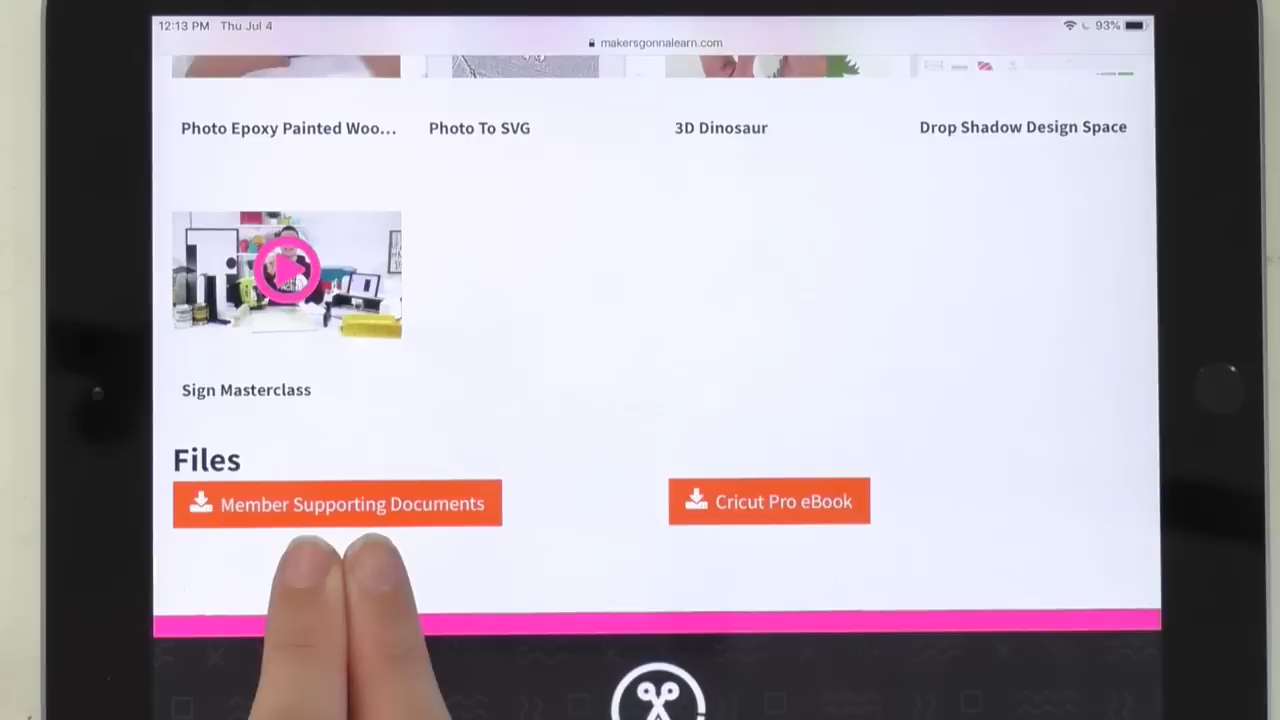 12:13 PM Thu Jul 4
93%
makersgonnalearn.com
Photo Epoxy Painted Woo...
Photo To SVG
3D Dinosaur
Drop Shadow Design Space
Sign Masterclass
Files
Member Supporting Documents
Cricut Pro eBook